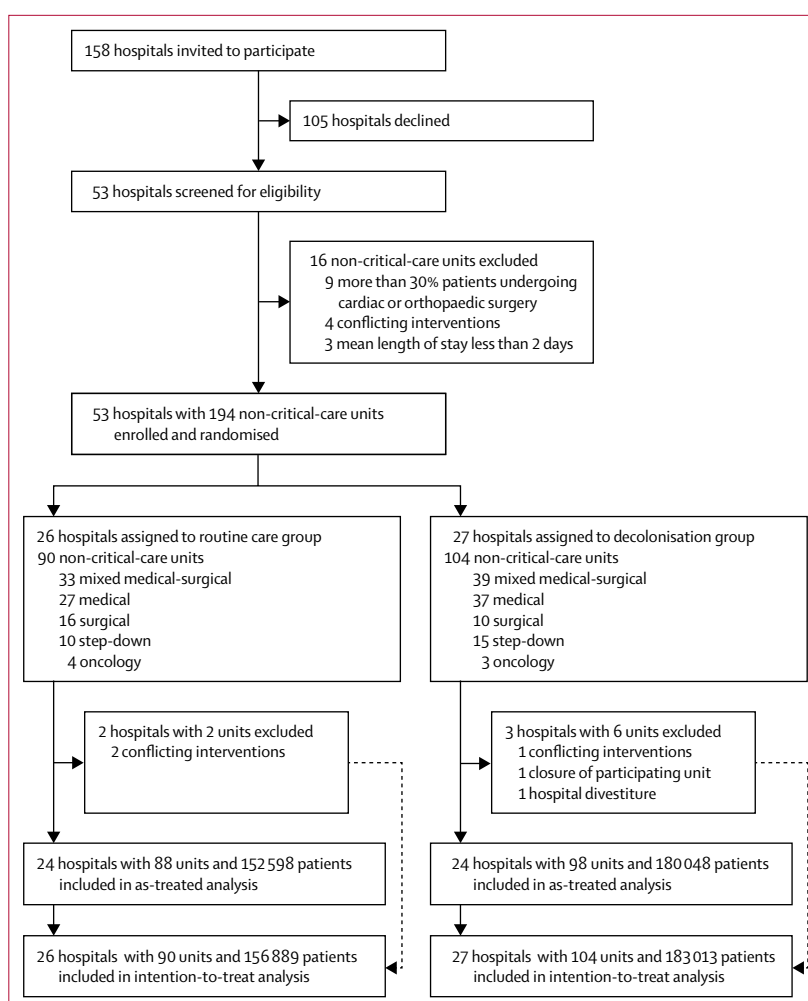 158 hospitals invited to participate
105 hospitals declined
53 hospitals screened for eligibility
16 non-critical-care units excluded
9 more than 30% patients undergoing
cardiac or orthopaedic surgery
4 conflicting interventions
3 mean length of stay less than 2 days
53 hospitals with 194 non-critical-care units
enrolled and randomised
26 hospitals assigned to routine care group
90 non-critical-care units
33 mixed medical-surgical
27 medical
16 surgical
10 step-down
4 oncology
27 hospitals assigned to decolonisation group
104 non-critical-care units
39 mixed medical-surgical
37 medical
10 surgical
15 step-down
3 oncology
2 hospitals with 2 units excluded
2 conflicting interventions
3 hospitals with 6 units excluded
1 conflicting interventions
1 closure of participating unit
1 hospital divestiture
24 hospitals with 88 units and 152 598 patients
included in as-treated analysis
24 hospitals with 98 units and 180 048 patients
included in as-treated analysis
26 hospitals with 90 units and 156 889 patients
included in intention-to-treat analysis
27 hospitals with 104 units and 183 013 patients
included in intention-to-treat analysis